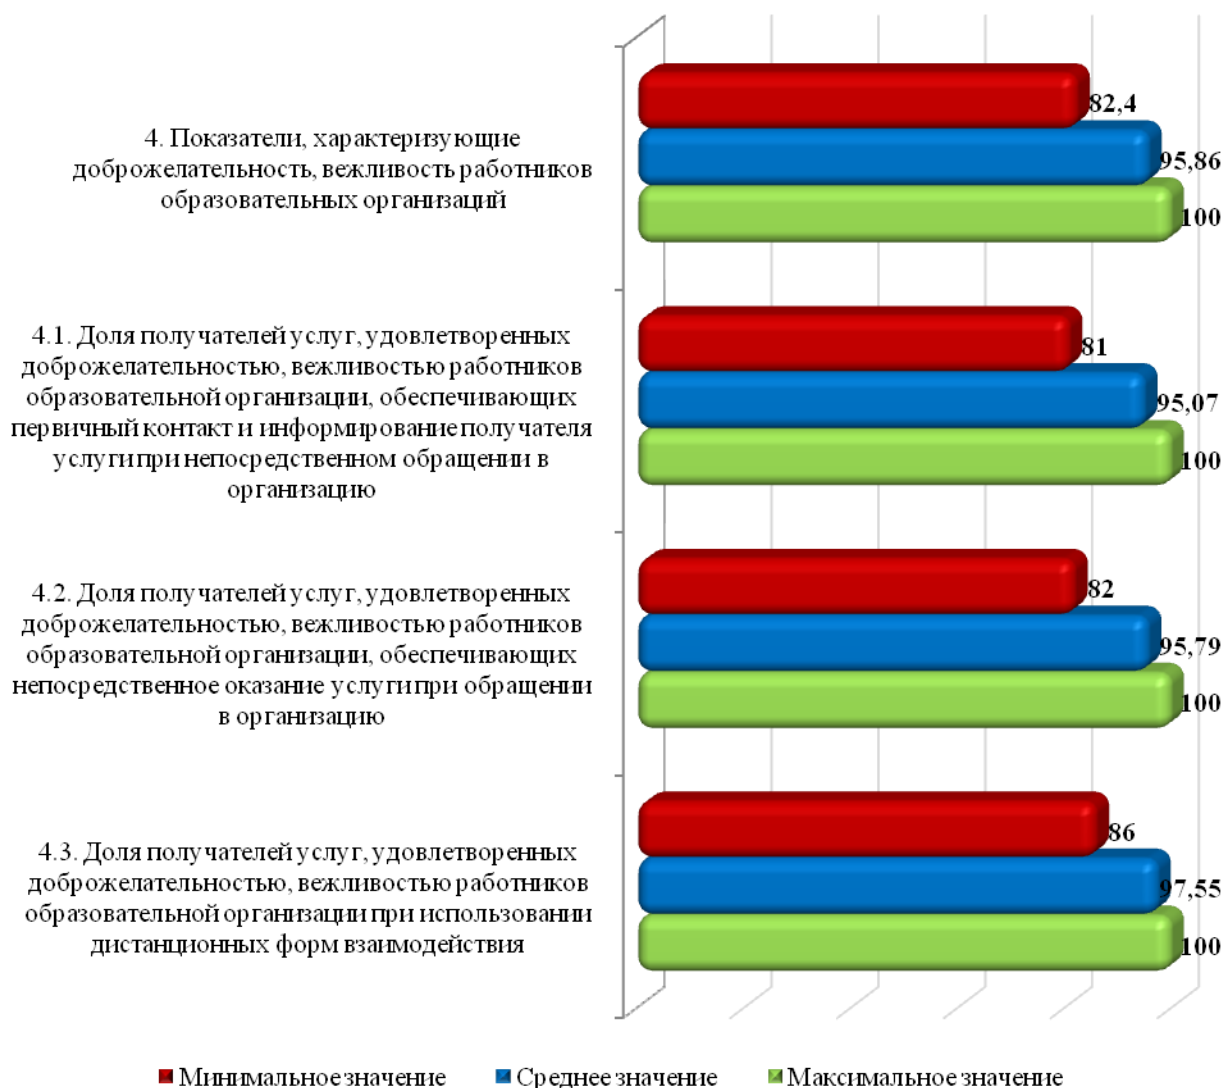 4. Показатели, характеризующие
доброжелательность, вежливость работников
образовательных организаций
82,4
95,86
100
4.1. Доля получателей услуг, удовлетворенных
доброжелательностью, вежливостью работников
образовательной организации, обеспечивающих
первичный контакт и информирование получателя
услуги при непосредственном обращении в
организацию
81
95,07
100
4.2. Доля получателей услуг, удовлетворенных
доброжелательностью, вежливостью работников
образовательной организации, обеспечивающих
непосредственное оказание услуги при обращении
в организацию
82
95,79
100
4.3. Доля получателей услуг, удовлетворенных
доброжелательностью, вежливостью работников
образовательной организации при использовании
дистанционных форм взаимодействия
86
97,55
100
Минимальное значение
Среднее значение
Максимальное значение